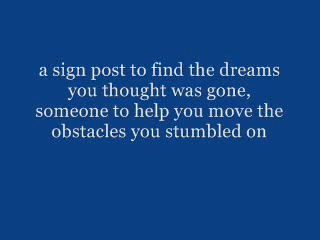 a sign post to find the dreams
you thought was gone,
someone to help you move the
obstacles you stumbled on